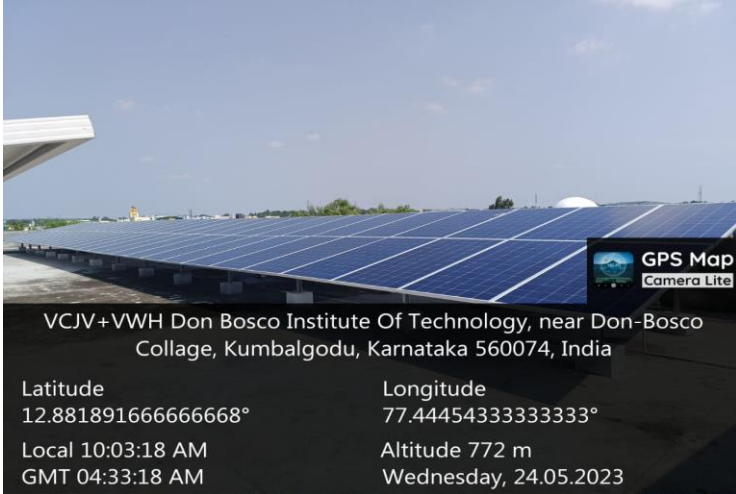 GPS Map
Camera Lite
VCJV+VWH Don Bosco Institute Of Technology, near Don-Bosco
Collage, Kumbalgodu, Karnataka 560074, India
Latitude
12.881891666666668°
Longitude
77.44454333333333°
Local 10:03:18 AM
GMT 04:33:18 AM
Altitude 772 m
Wednesday, 24.05.2023